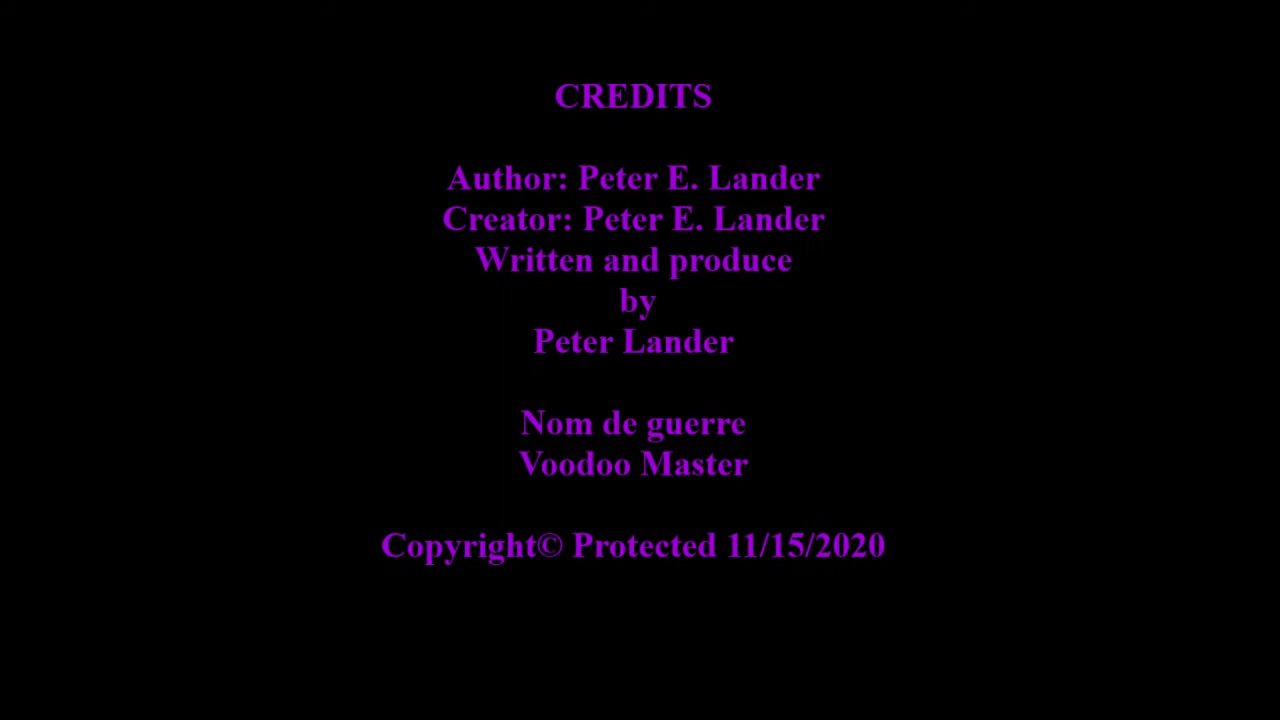 CREDITS
Author: Peter E. Lander
Creator: Peter E. Lander
Written and produce
by
Peter Lander
Nom de guerre
Voodoo Master
Copyright© Protected 11/15/2020